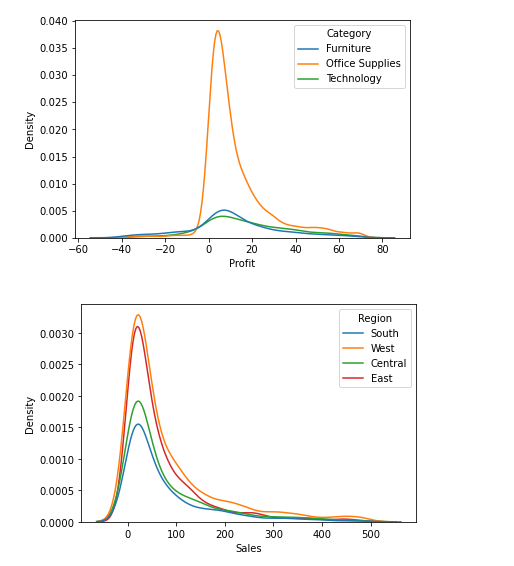 0.040
0.035
0.030
0.025
0.020
0.015
0.010
0.005
0.000
Density
Category
Furniture
Office Supplies
Technology
−60 −40 −20 0 20 40 60 80
Profit
0.0030
0.0025
0.0020
0.0015
0.0010
0.0005
0.0000
Density
Region
South
West
Central
East
0 100 200 300 400 500
Sales